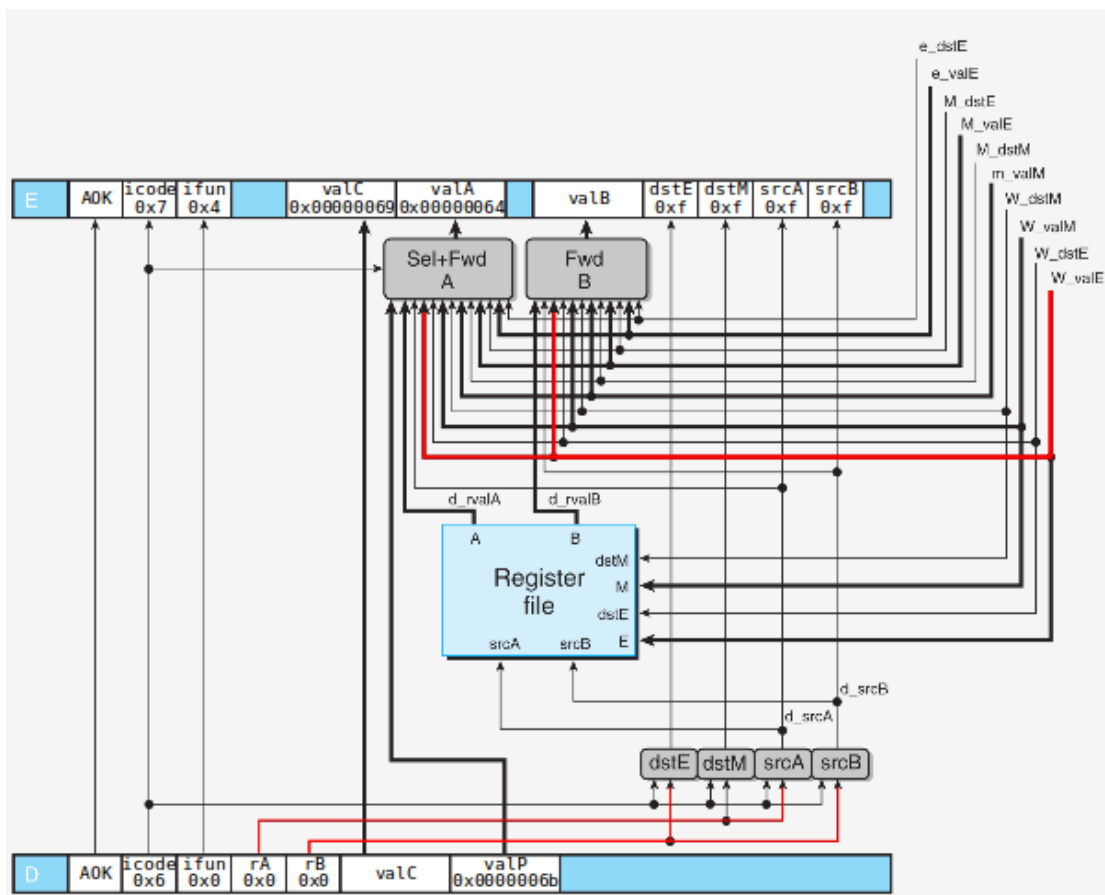 e_dstE
e_valE
M_dstE
M_valE
M_dstM
m_valM
W_dstM
W_valM
W_dstE
W_valE
E AOK icode 0x7 ifun 0x4 valC 0x00000069 valA 0x00000064 valB dstE 0xf dstM 0xf srcA 0xf srcB 0xf
Sel+Fwd A
Fwd B
d_rvalA d_rvalB
A B
dstM
Register file
M
dstE
srcA srcB E
d_srcB
d_srcA
dstE dstM srcA srcB
D AOK icode 0x6 ifun 0x0 rA 0x0 rB 0x0 valC valP 0x0000006b